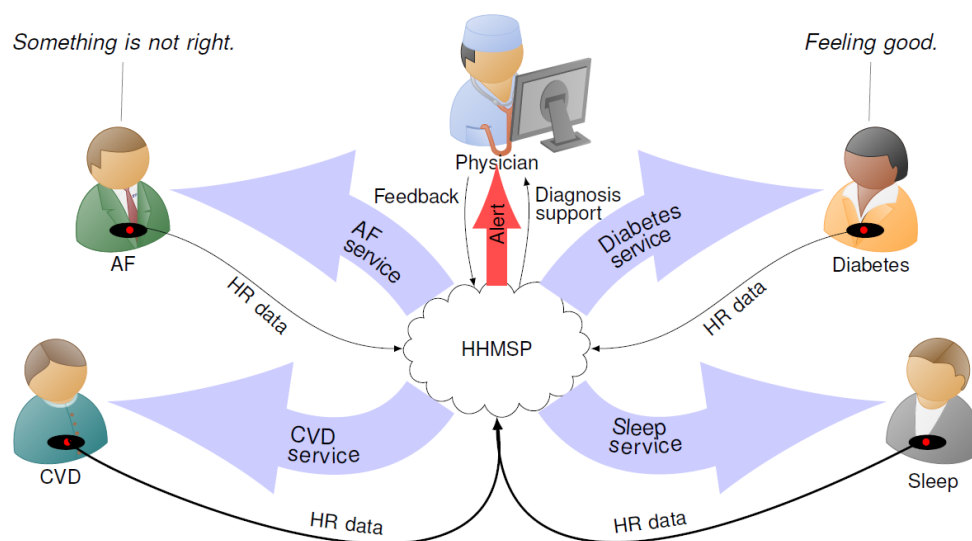 Something is not right.
Feeling good.
Physician
Feedback
Alert
Diagnosis
support
AF
service
Diabetes
service
AF
Diabetes
HR data
HR data
HHMSP
CVD
service
Sleep
service
CVD
Sleep
HR data
HR data